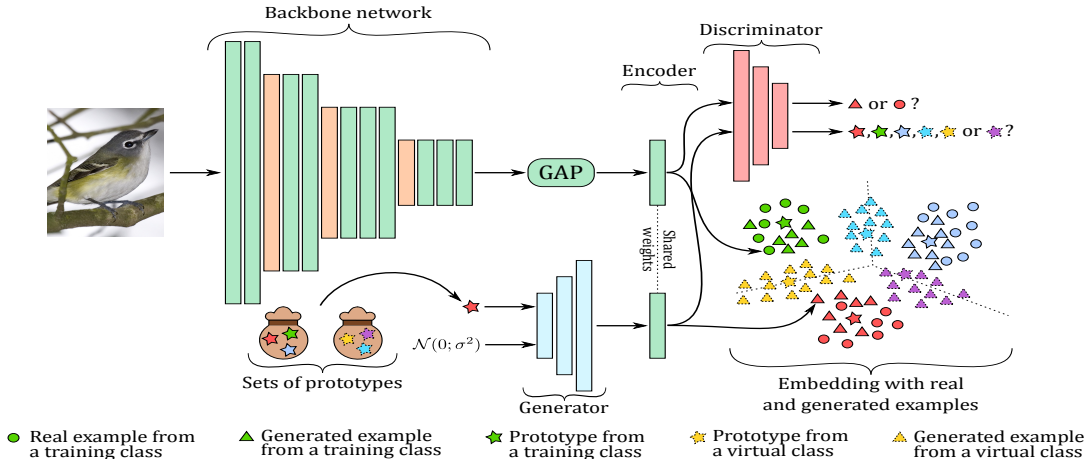 Backbone network
Discriminator
Encoder
or ?
, , , , or ?
GAP
Shared
weights
𝒩(0; σ²)
Sets of prototypes
Generator
Embedding with real
and generated examples
Real example from
a training class
Generated example
from a training class
Prototype from
a training class
Prototype from
a virtual class
Generated example
from a virtual class